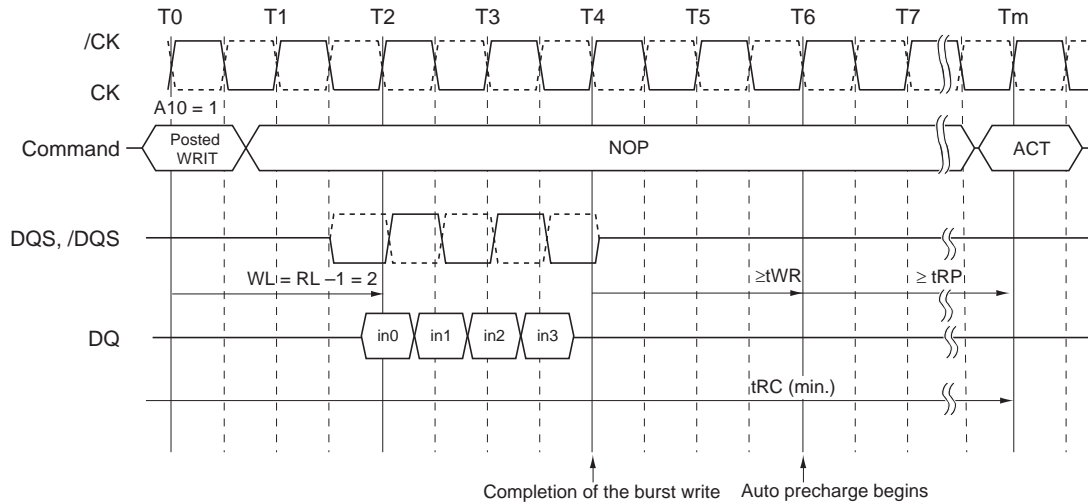 T0 T1 T2 T3 T4 T5 T6 T7 Tm
/CK
CK
A10 = 1
Command
Posted
WRIT
NOP
ACT
DQS, /DQS
WL = RL –1 = 2
≥tWR
≥ tRP
DQ
in0 in1 in2 in3
tRC (min.)
Completion of the burst write
Auto precharge begins